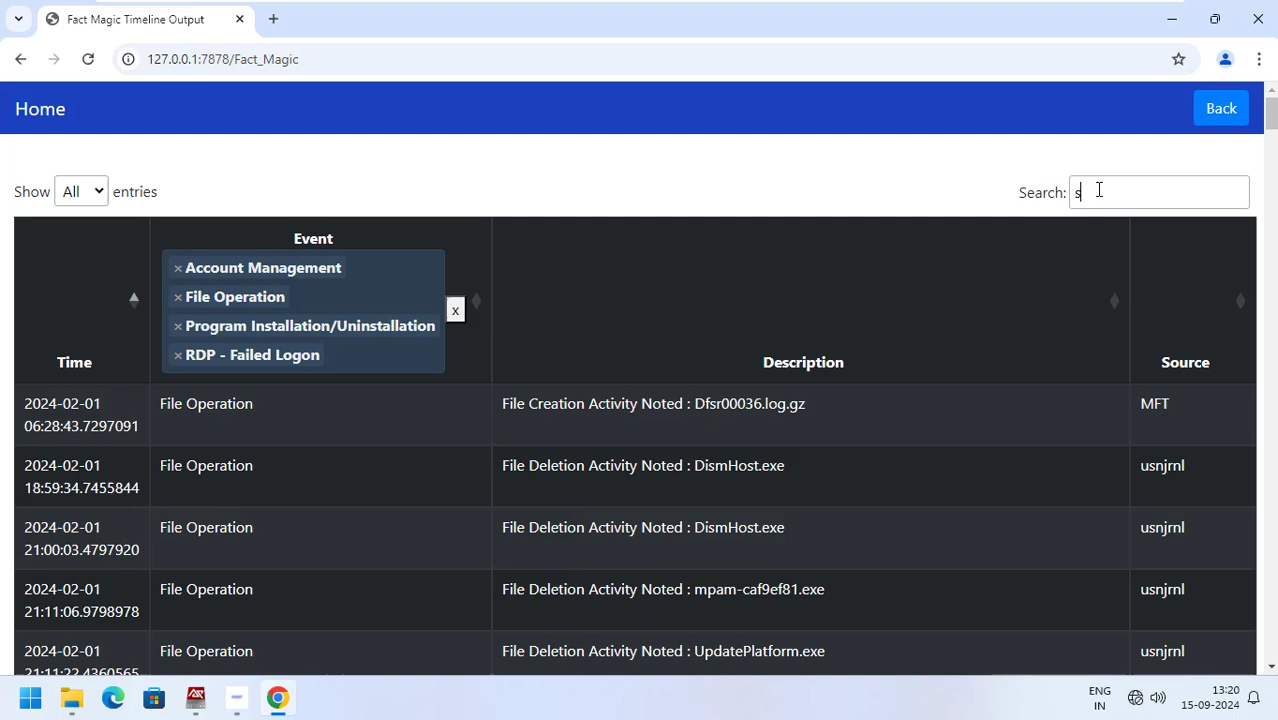 Fact Magic Timeline Output
127.0.0.1:7878/Fact_Magic
Home
Back
Show All entries
Search: s
Event
× Account Management
× File Operation
× Program Installation/Uninstallation
× RDP - Failed Logon
x
Time
Description
Source
2024-02-01 06:28:43.7297091 File Operation File Creation Activity Noted : Dfsr00036.log.gz MFT
2024-02-01 18:59:34.7455844 File Operation File Deletion Activity Noted : DismHost.exe usnjrnl
2024-02-01 21:00:03.4797920 File Operation File Deletion Activity Noted : DismHost.exe usnjrnl
2024-02-01 21:11:06.9798978 File Operation File Deletion Activity Noted : mpam-caf9ef81.exe usnjrnl
2024-02-01 21:11:22.4360565 File Operation File Deletion Activity Noted : UpdatePlatform.exe usnjrnl
ENG
IN
13:20
15-09-2024